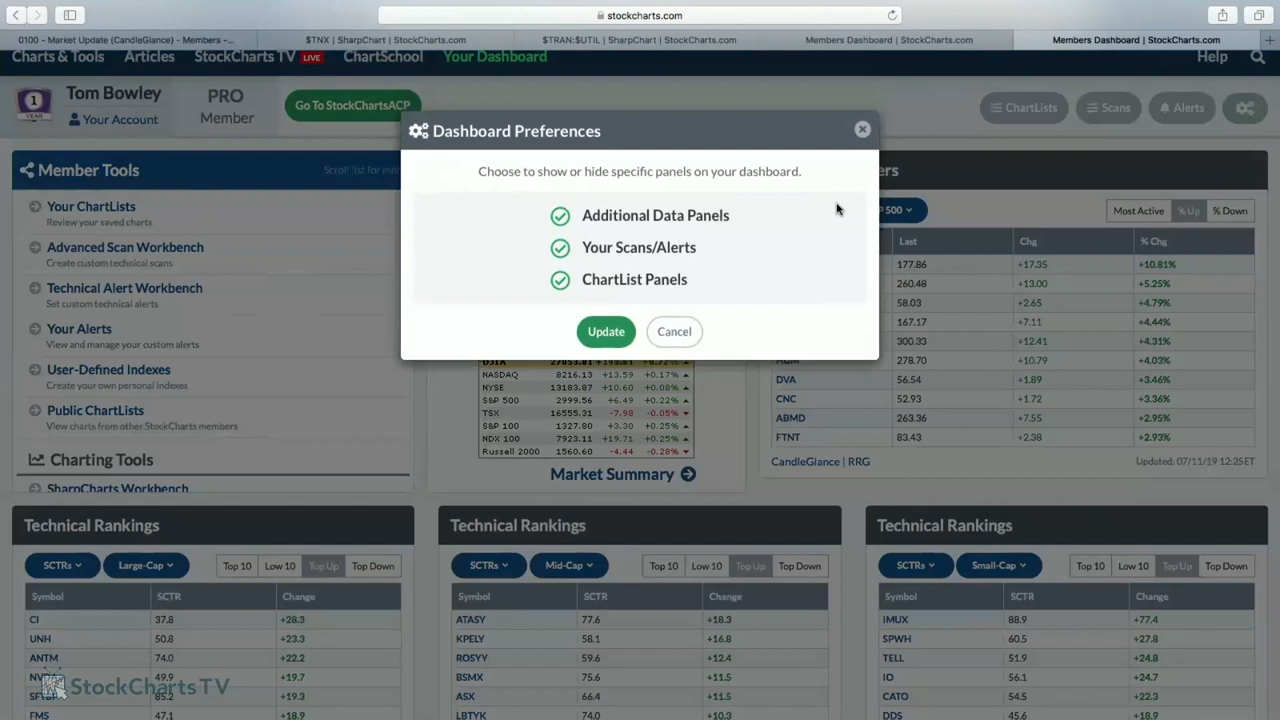 stockcharts.com
0100 - Market Update (CandleGlance) - Members -...
$TNX | SharpChart | StockCharts.com
$TRAN:$UTIL | SharpChart | StockCharts.com
Members Dashboard | StockCharts.com
Members Dashboard | StockCharts.com
Charts & Tools
Articles
StockCharts TV LIVE
ChartSchool
Your Dashboard
Help
1
YEAR
Tom Bowley
Your Account
PRO
Member
Go To StockChartsACP
ChartLists
Scans
Alerts
Dashboard Preferences
Choose to show or hide specific panels on your dashboard.
Additional Data Panels
Your Scans/Alerts
ChartList Panels
Update
Cancel
Member Tools
Your ChartLists
Review your saved charts
Advanced Scan Workbench
Create custom technical scans
Technical Alert Workbench
Set custom technical alerts
Your Alerts
View and manage your custom alerts
User-Defined Indexes
Create your own personal indexes
Public ChartLists
View charts from other StockCharts members
Charting Tools
SharpCharts Workbench
NASDAQ 8216.13 +13.59 +0.17%
NYSE 13183.87 +10.60 +0.08%
S&P 500 2999.56 +6.49 +0.22%
TSX 16555.31 -7.98 -0.05%
S&P 100 1327.80 +3.30 +0.25%
NDX 100 7923.11 +19.71 +0.25%
Russell 2000 1560.60 -4.44 -0.28%
Market Summary
500
Most Active % Up % Down
Last Chg % Chg
177.86 +17.35 +10.81%
260.48 +13.00 +5.25%
58.03 +2.65 +4.79%
167.17 +7.11 +4.44%
300.33 +12.41 +4.31%
278.70 +10.79 +4.03%
DVA 56.54 +1.89 +3.46%
CNC 52.93 +1.72 +3.36%
ABMD 263.36 +7.55 +2.95%
FTNT 83.43 +2.38 +2.93%
CandleGlance | RRG
Updated: 07/11/19 12:25ET
Technical Rankings
SCTRs Large-Cap Top 10 Low 10 Top Up Top Down
Symbol SCTR Change
CI 37.8 +28.3
UNH 50.8 +23.3
ANTM 74.0 +22.2
49.9 +19.7
85.2 +19.3
FMS 47.1 +18.9
Technical Rankings
SCTRs Mid-Cap Top 10 Low 10 Top Up Top Down
Symbol SCTR Change
ATASY 77.6 +18.3
KPELY 58.1 +16.8
ROSYY 59.6 +12.4
BSMX 75.6 +11.5
ASX 66.4 +11.5
LBTYK 74.0 +10.3
Technical Rankings
SCTRs Small-Cap Top 10 Low 10 Top Up Top Down
Symbol SCTR Change
IMUX 88.9 +77.4
SPWH 60.5 +27.8
TELL 51.9 +24.8
IO 56.1 +24.7
CATO 54.5 +22.3
DDS 45.6 +18.9
StockCharts TV